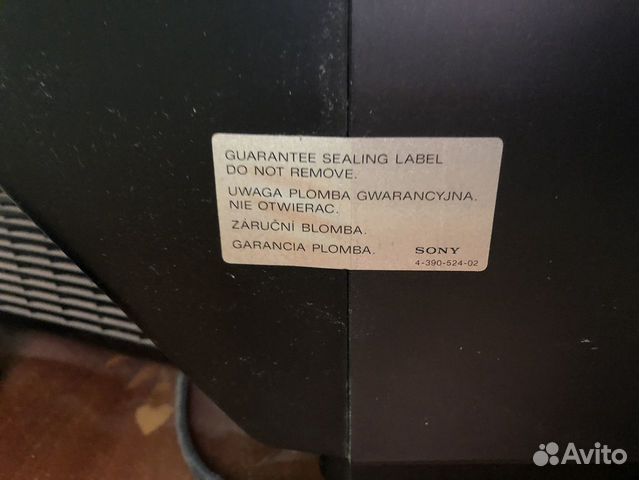 GUARANTEE SEALING LABEL
DO NOT REMOVE.
UWAGA PLOMBA GWARANCYJNA.
NIE OTWIERAC.
ZÁRUČNÍ BLOMBA.
GARANCIA PLOMBA.
SONY
4-390-524-02
Avito